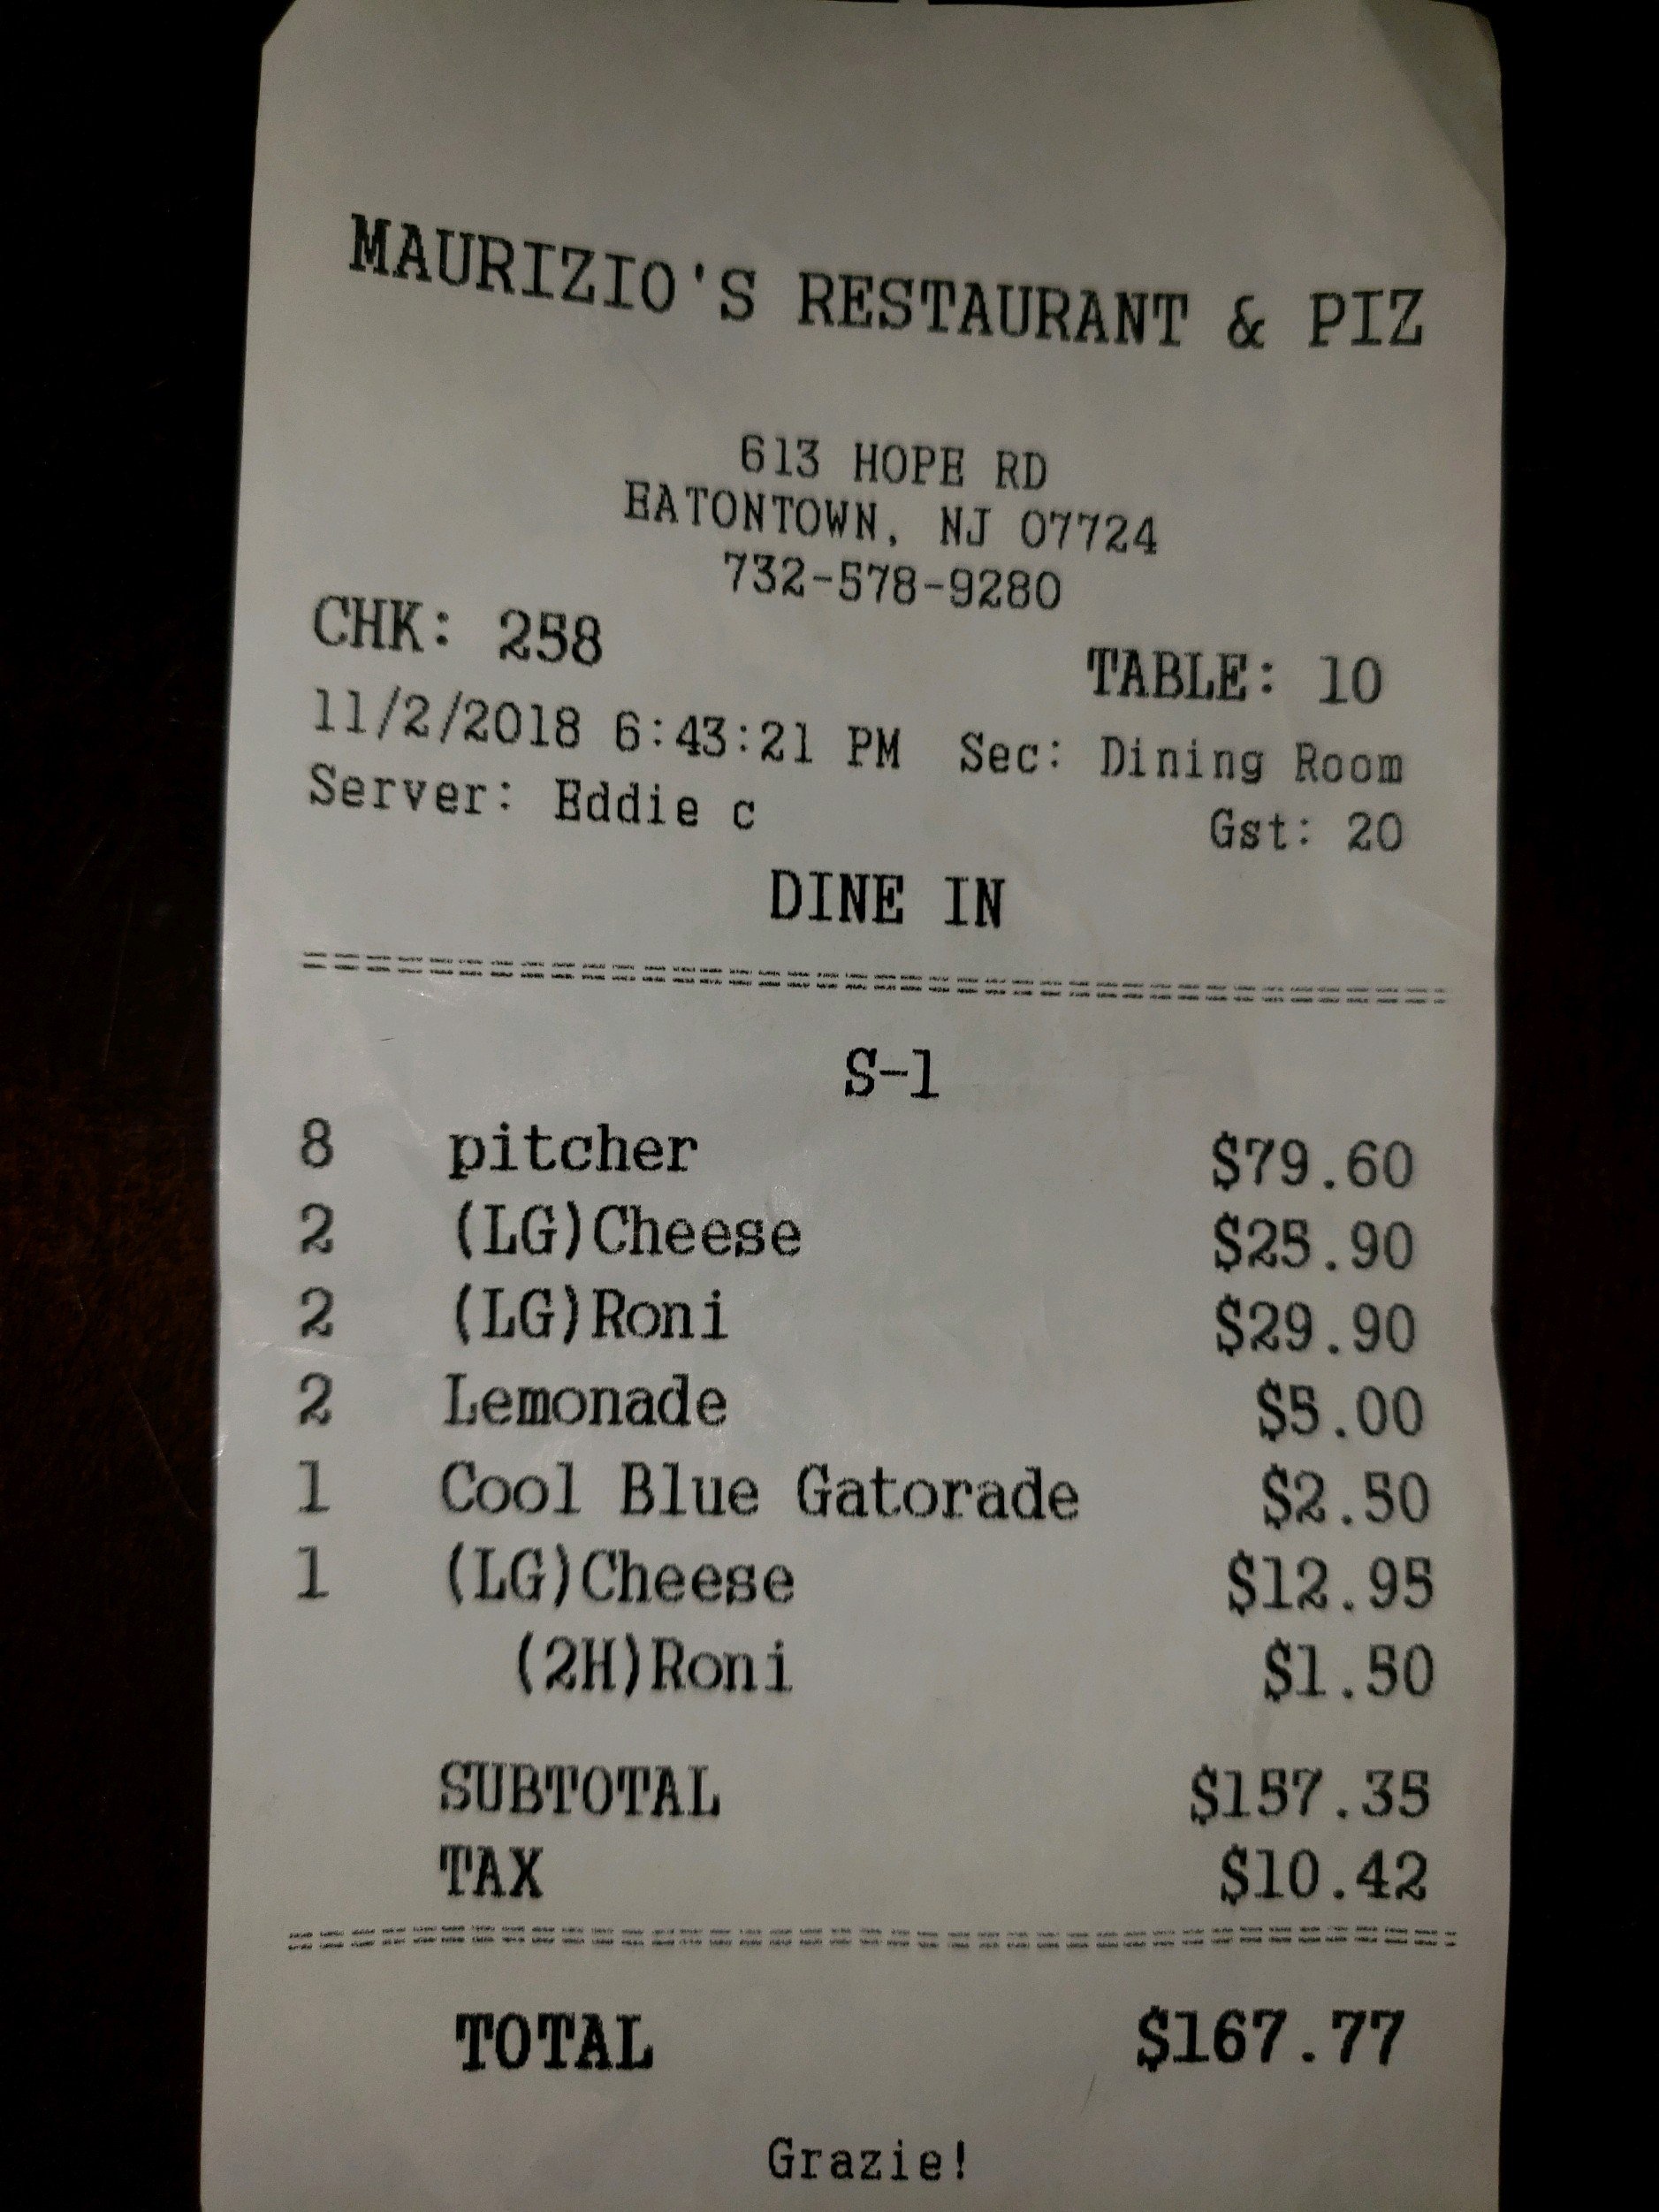 MAURIZIO'S RESTAURANT & PIZ
613 HOPE RD
EATONTOWN, NJ 07724
732-578-9280
CHK: 258 TABLE: 10
11/2/2018 6:43:21 PM Sec: Dining Room
Server: Eddie c Gst: 20
DINE IN
S-1
8 pitcher $79.60
2 (LG)Cheese $25.90
2 (LG)Roni $29.90
2 Lemonade $5.00
1 Cool Blue Gatorade $2.50
1 (LG)Cheese $12.95
(2H)Roni $1.50
SUBTOTAL $157.35
TAX $10.42
TOTAL $167.77
Grazie!